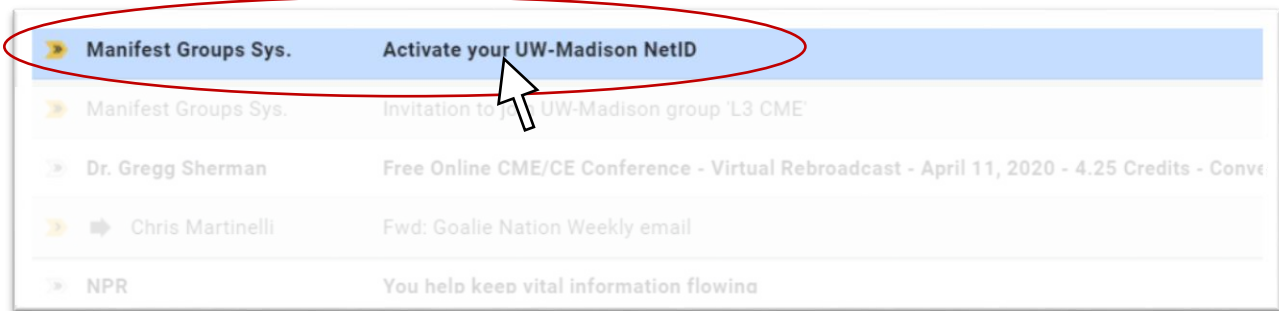 Manifest Groups Sys. Activate your UW-Madison NetID
Manifest Groups Sys. Invitation to join UW-Madison group 'L3 CME'
Dr. Gregg Sherman Free Online CME/CE Conference - Virtual Rebroadcast - April 11, 2020 - 4.25 Credits - Conve
Chris Martinelli Fwd: Goalie Nation Weekly email
NPR You help keep vital information flowing